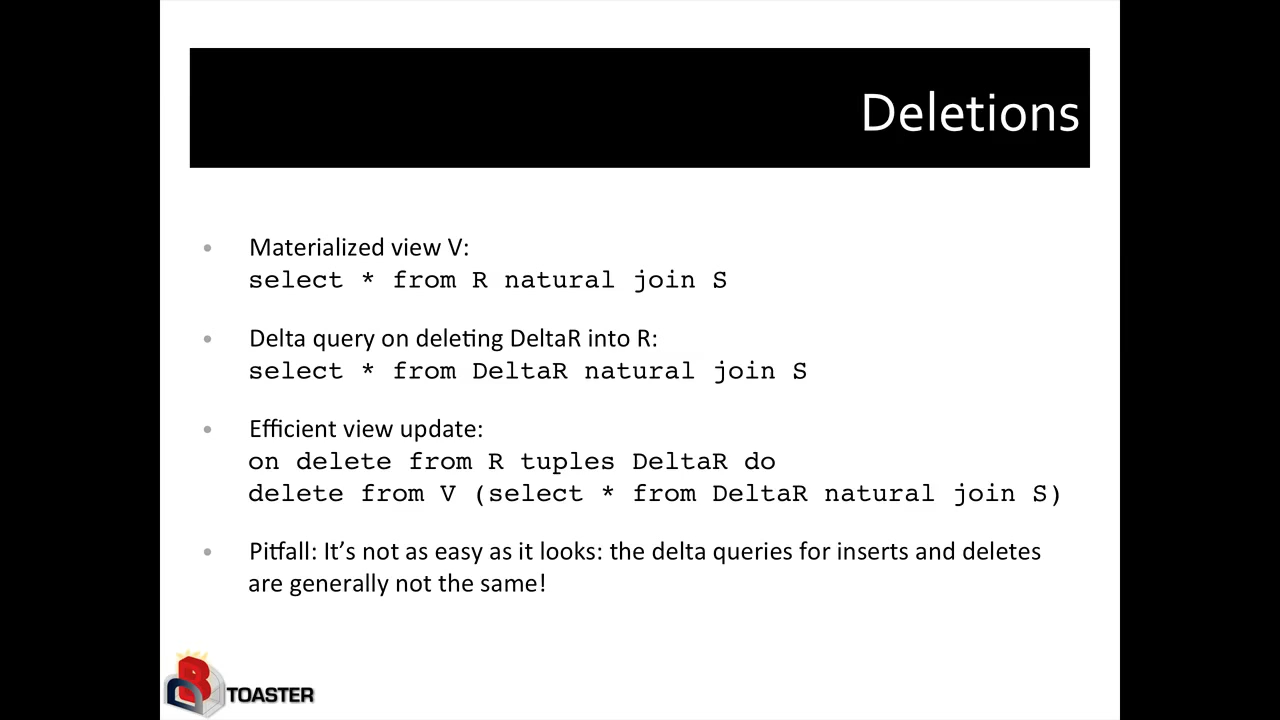 Deletions
• Materialized view V:
select * from R natural join S
• Delta query on deleting DeltaR into R:
select * from DeltaR natural join S
• Efficient view update:
on delete from R tuples DeltaR do
delete from V (select * from DeltaR natural join S)
• Pitfall: It’s not as easy as it looks: the delta queries for inserts and deletes
are generally not the same!
DB TOASTER